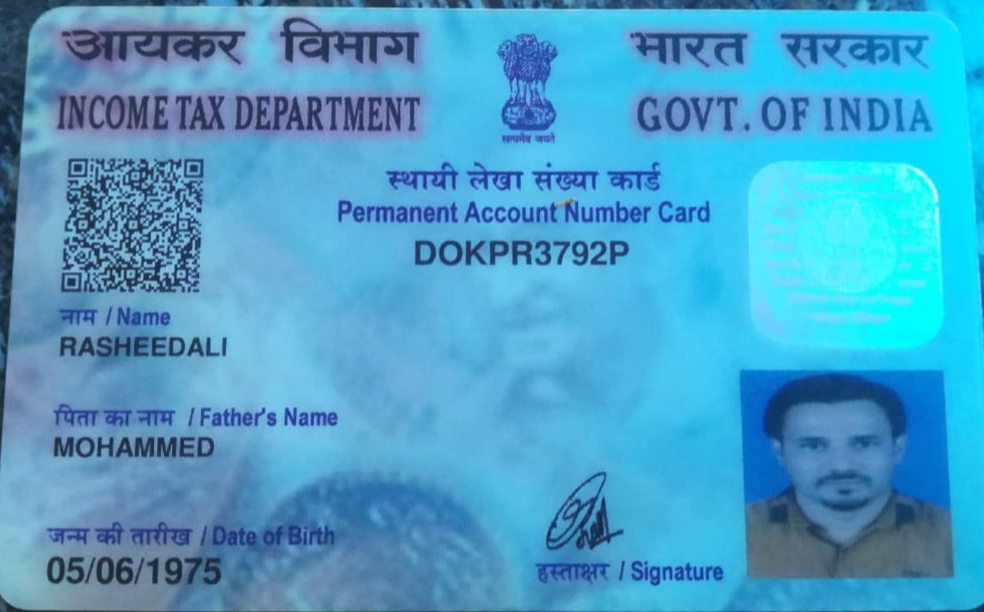 आयकर विभाग
INCOME TAX DEPARTMENT
सत्यमेव जयते
भारत सरकार
GOVT. OF INDIA
स्थायी लेखा संख्या कार्ड
Permanent Account Number Card
DOKPR3792P
नाम / Name
RASHEEDALI
पिता का नाम / Father's Name
MOHAMMED
जन्म की तारीख / Date of Birth
05/06/1975
हस्ताक्षर / Signature